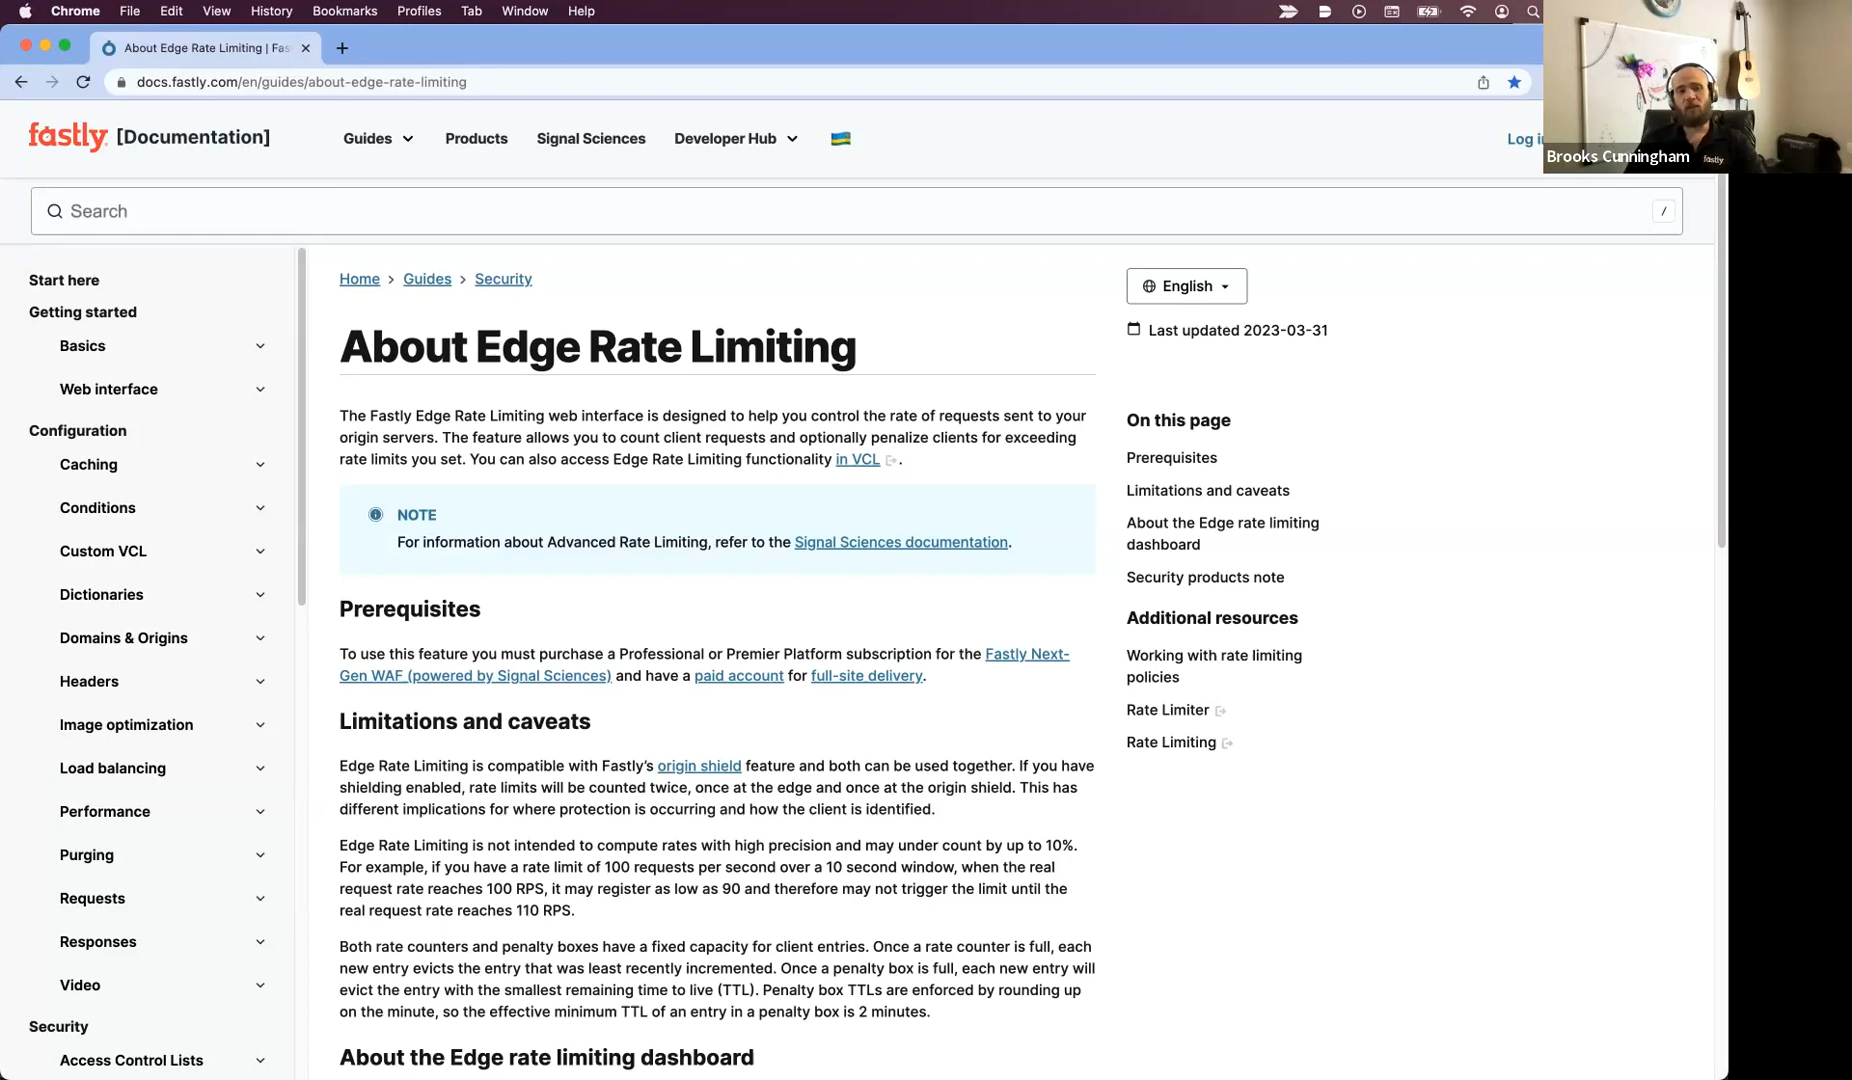 Chrome File Edit View History Bookmarks Profiles Tab Window Help
About Edge Rate Limiting | Fas
docs.fastly.com/en/guides/about-edge-rate-limiting
fastly [Documentation]
Guides Products Signal Sciences Developer Hub
Log in
Brooks Cunningham
fastly
Search /
Start here
Getting started
Basics
Web interface
Configuration
Caching
Conditions
Custom VCL
Dictionaries
Domains & Origins
Headers
Image optimization
Load balancing
Performance
Purging
Requests
Responses
Video
Security
Access Control Lists
Home > Guides > Security
About Edge Rate Limiting
The Fastly Edge Rate Limiting web interface is designed to help you control the rate of requests sent to your
origin servers. The feature allows you to count client requests and optionally penalize clients for exceeding
rate limits you set. You can also access Edge Rate Limiting functionality in VCL .
NOTE
For information about Advanced Rate Limiting, refer to the Signal Sciences documentation.
Prerequisites
To use this feature you must purchase a Professional or Premier Platform subscription for the Fastly Next-
Gen WAF (powered by Signal Sciences) and have a paid account for full-site delivery.
Limitations and caveats
Edge Rate Limiting is compatible with Fastly's origin shield feature and both can be used together. If you have
shielding enabled, rate limits will be counted twice, once at the edge and once at the origin shield. This has
different implications for where protection is occurring and how the client is identified.
Edge Rate Limiting is not intended to compute rates with high precision and may under count by up to 10%.
For example, if you have a rate limit of 100 requests per second over a 10 second window, when the real
request rate reaches 100 RPS, it may register as low as 90 and therefore may not trigger the limit until the
real request rate reaches 110 RPS.
Both rate counters and penalty boxes have a fixed capacity for client entries. Once a rate counter is full, each
new entry evicts the entry that was least recently incremented. Once a penalty box is full, each new entry will
evict the entry with the smallest remaining time to live (TTL). Penalty box TTLs are enforced by rounding up
on the minute, so the effective minimum TTL of an entry in a penalty box is 2 minutes.
About the Edge rate limiting dashboard
English
Last updated 2023-03-31
On this page
Prerequisites
Limitations and caveats
About the Edge rate limiting
dashboard
Security products note
Additional resources
Working with rate limiting
policies
Rate Limiter
Rate Limiting